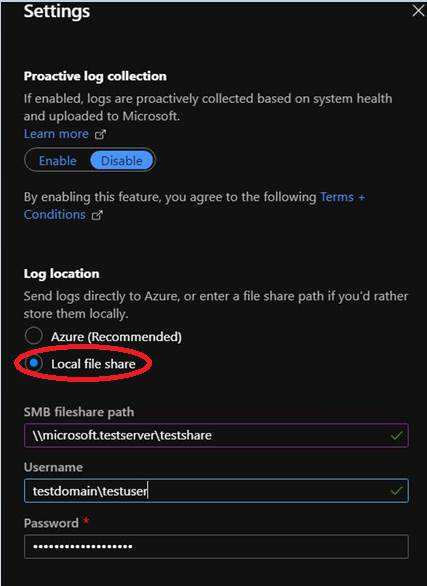 Settings
Proactive log collection
If enabled, logs are proactively collected based on system health
and uploaded to Microsoft.
Learn more
Enable Disable
By enabling this feature, you agree to the following Terms +
Conditions
Log location
Send logs directly to Azure, or enter a file share path if you'd rather
store them locally.
Azure (Recommended)
Local file share
SMB fileshare path
\\microsoft.testserver\testshare
Username
testdomain\testuser
Password *
•••••••••••••••••••